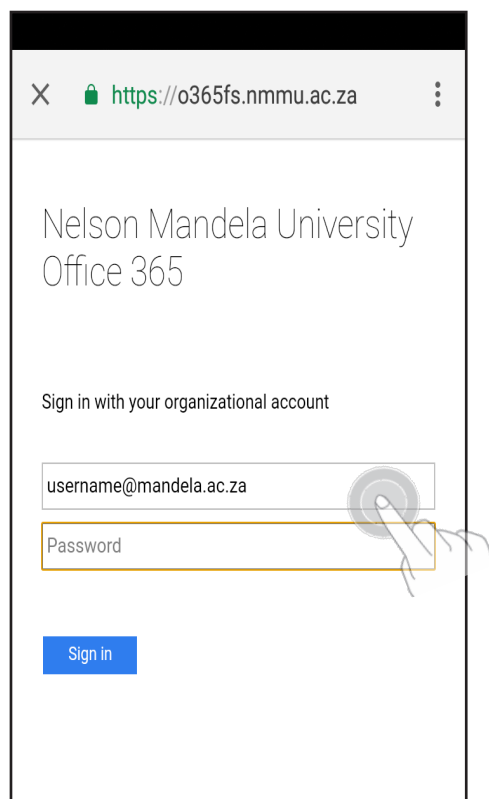 https://o365fs.nmmu.ac.za
Nelson Mandela University
Office 365
Sign in with your organizational account
username@mandela.ac.za
Password
Sign in